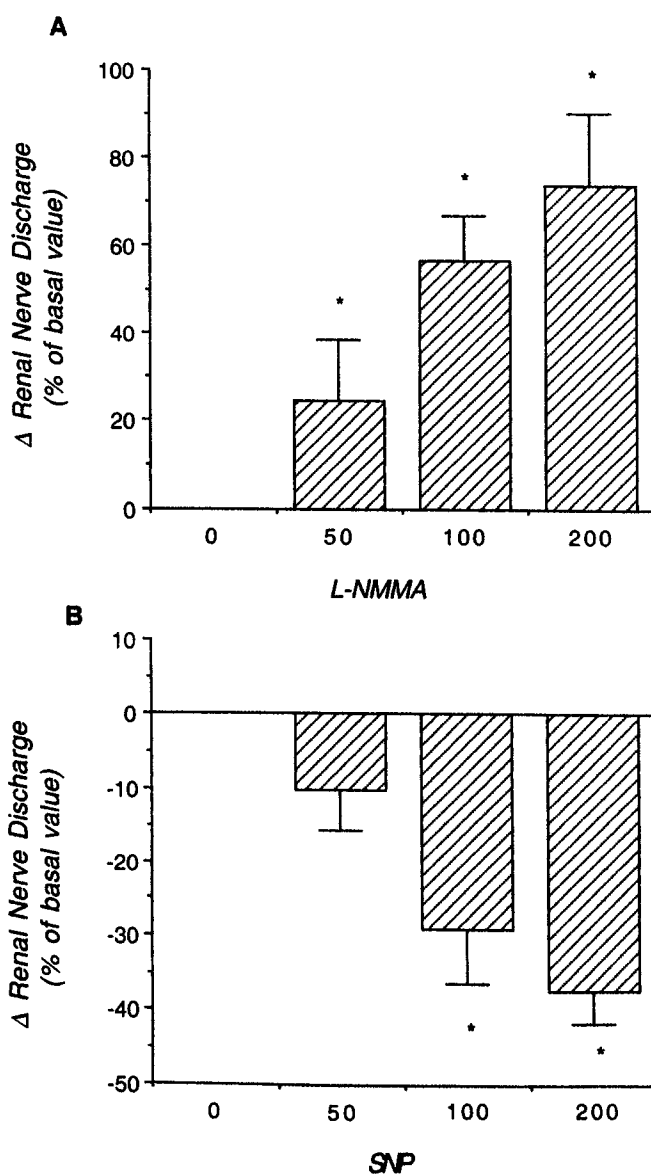 A
100
80
60
40
20
0
Δ Renal Nerve Discharge
(% of basal value)
*
*
*
0 50 100 200
L-NMMA
B
10
0
-10
-20
-30
-40
-50
Δ Renal Nerve Discharge
(% of basal value)
*
*
0 50 100 200
SNP